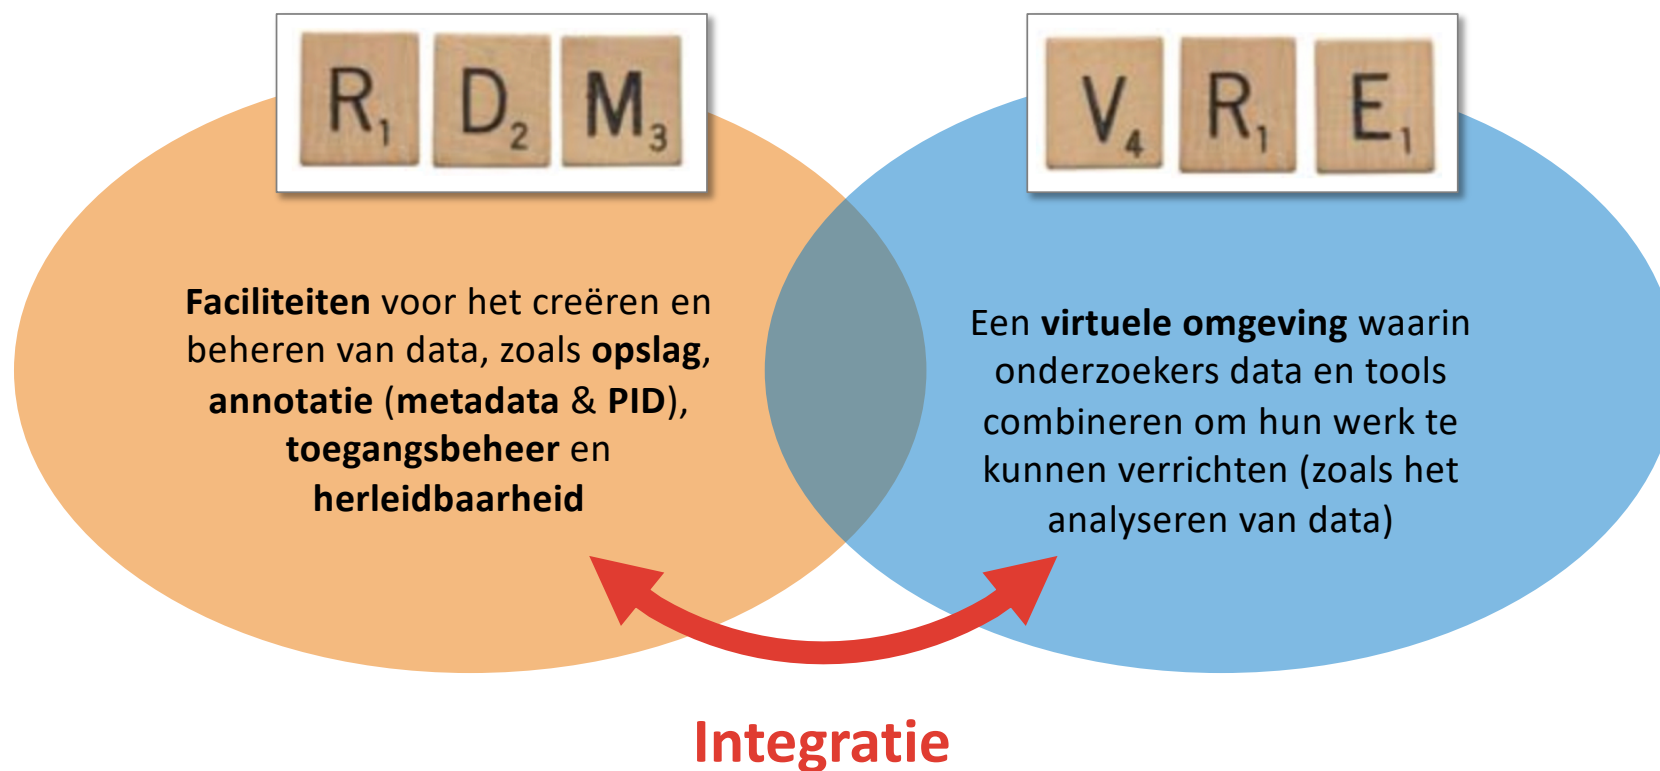 R1 D2 M3
V4 R1 E1
Faciliteiten voor het creëren en
beheren van data, zoals opslag,
annotatie (metadata & PID),
toegangsbeheer en
herleidbaarheid
Een virtuele omgeving waarin
onderzoekers data en tools
combineren om hun werk te
kunnen verrichten (zoals het
analyseren van data)
Integratie